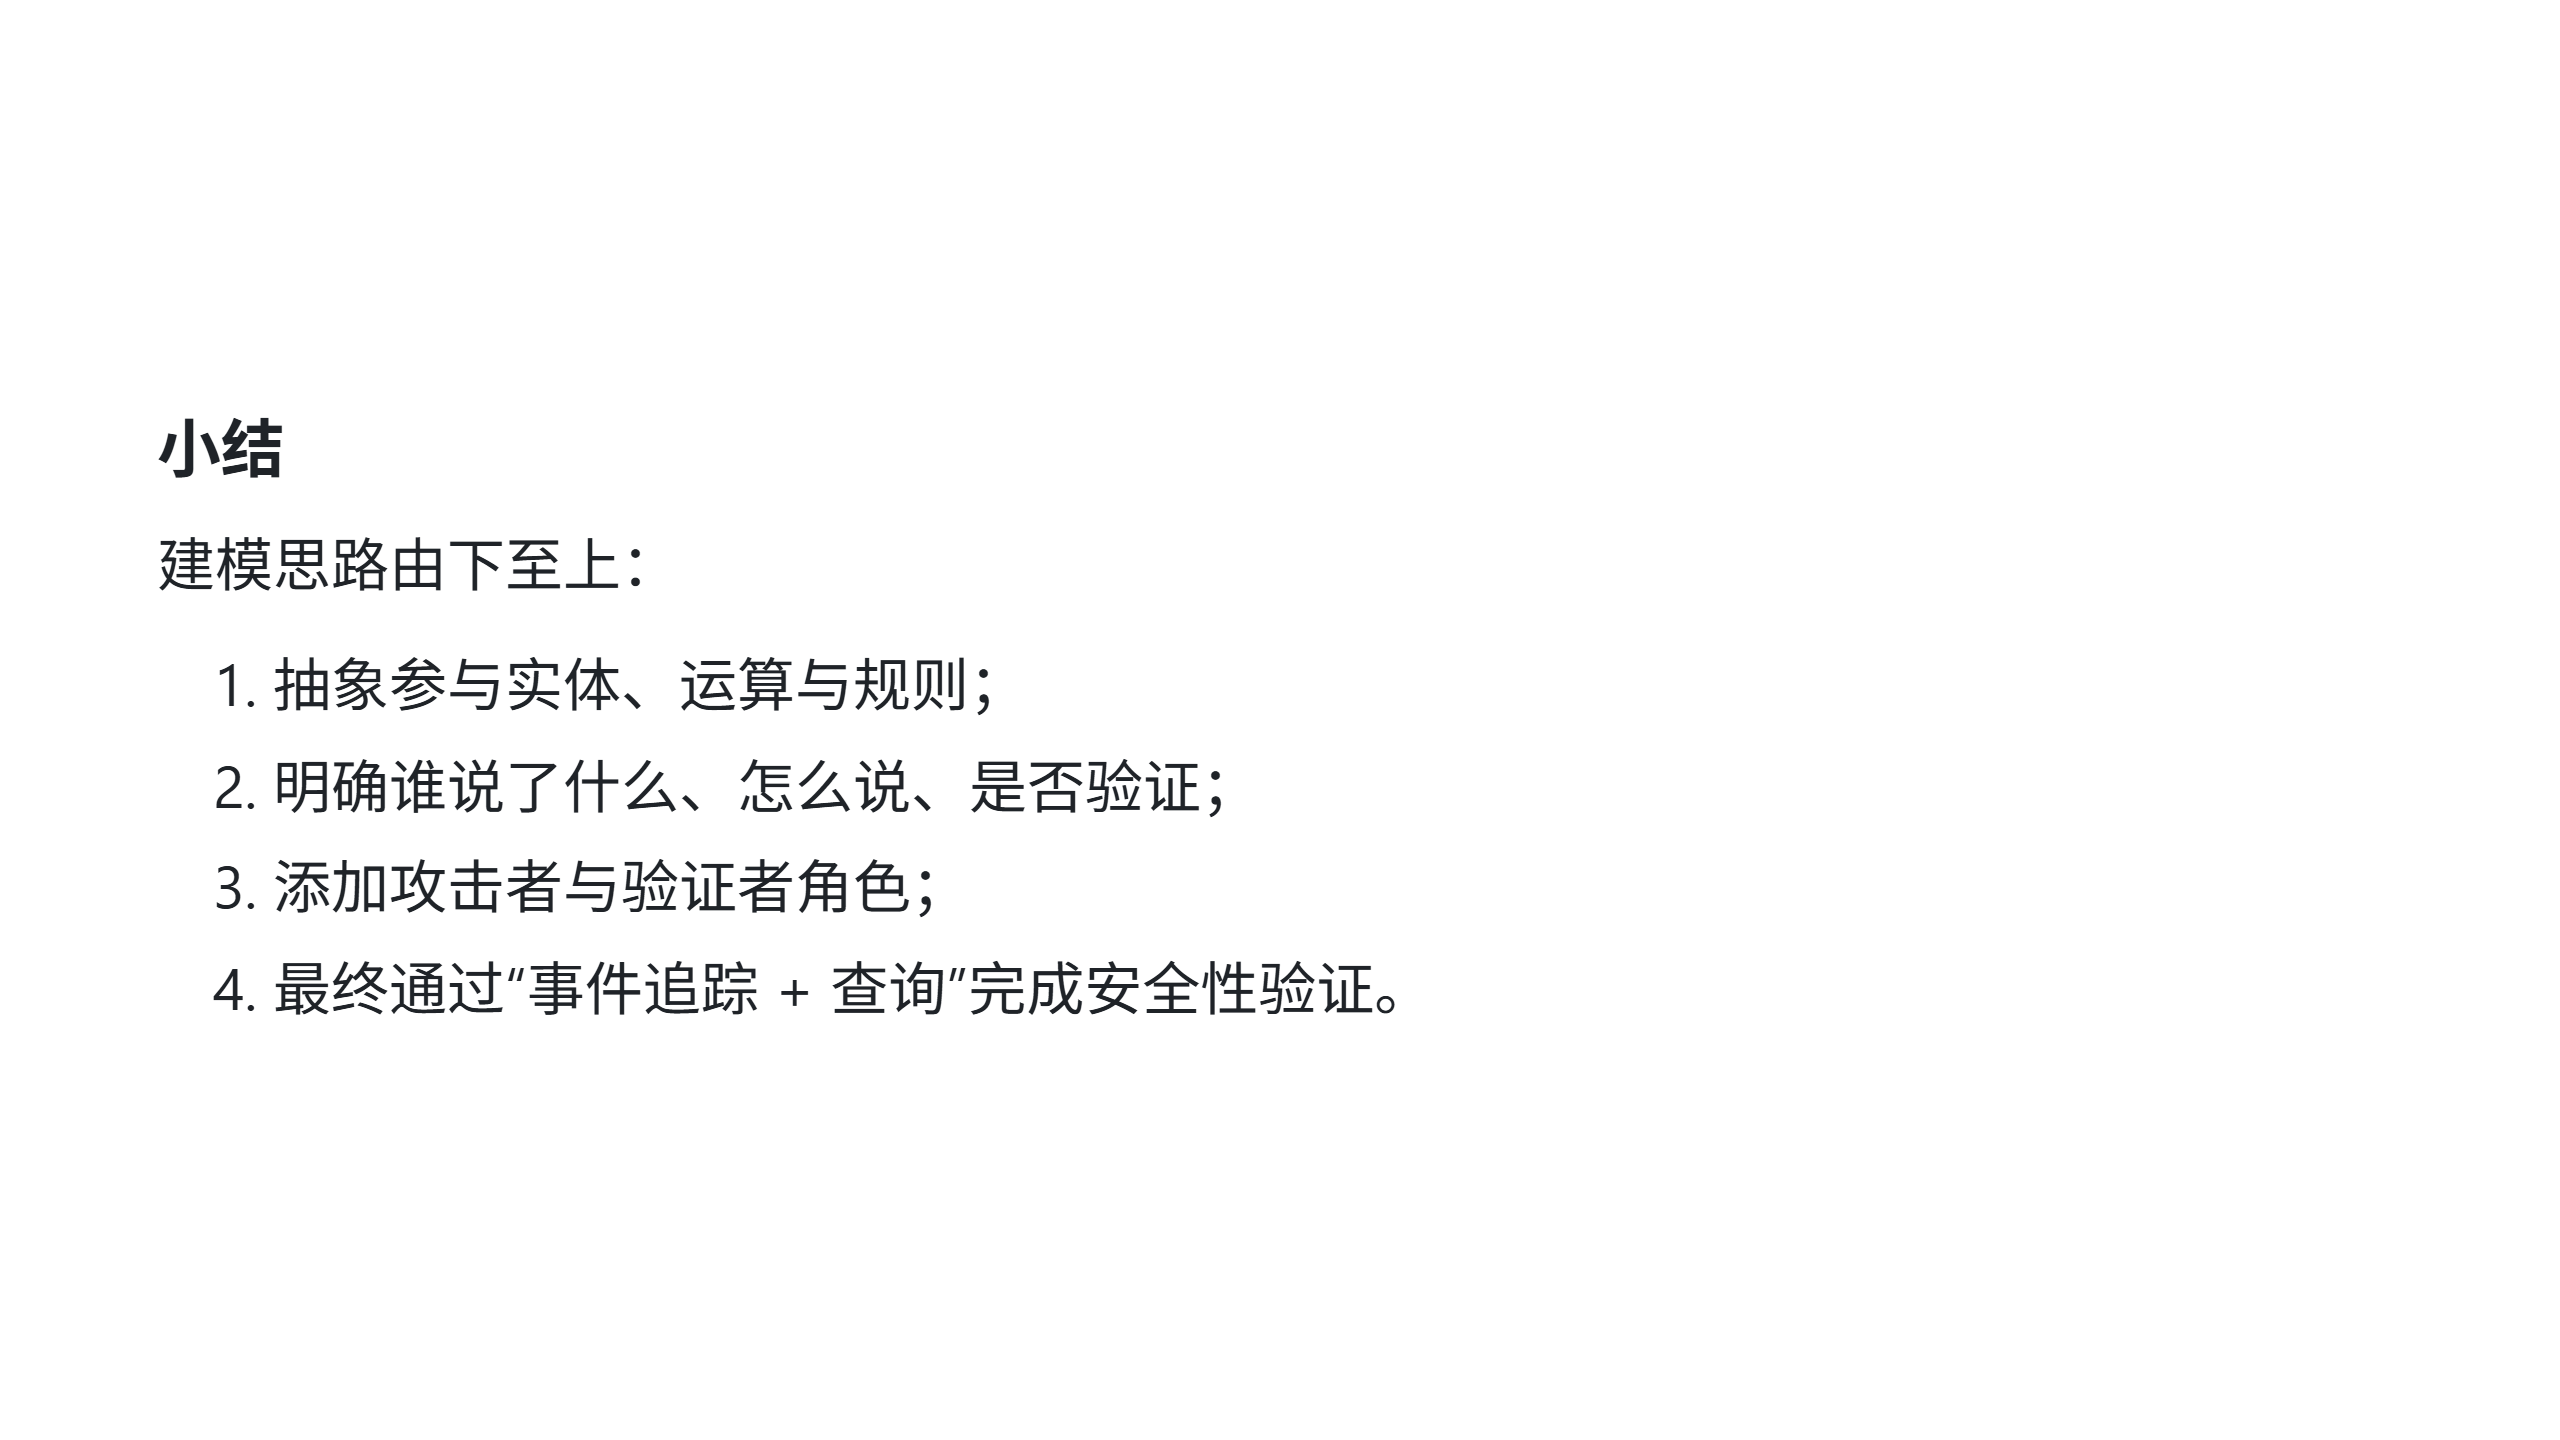 小结
建模思路由下至上：
1. 抽象参与实体、运算与规则；
2. 明确谁说了什么、怎么说、是否验证；
3. 添加攻击者与验证者角色；
4. 最终通过“事件追踪 + 查询”完成安全性验证。